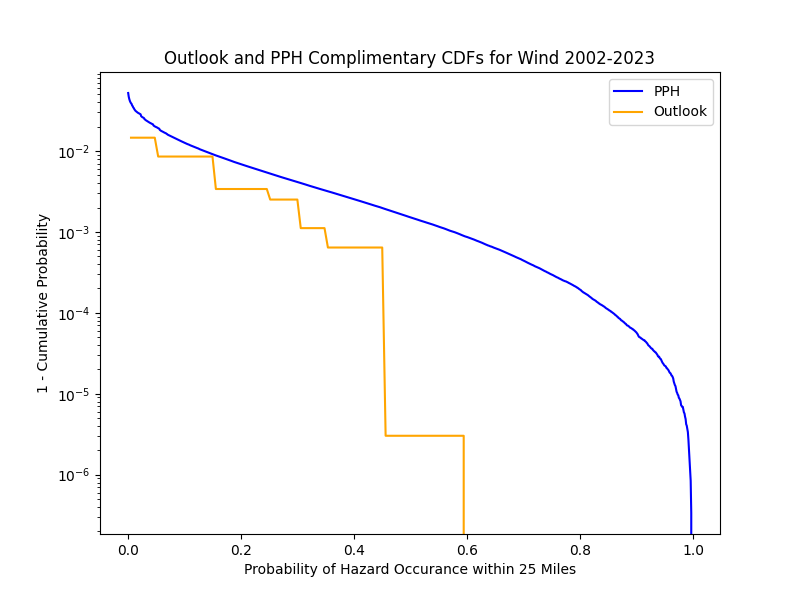 Outlook and PPH Complimentary CDFs for Wind 2002-2023
PPH
Outlook
1 - Cumulative Probability
10⁻²
10⁻³
10⁻⁴
10⁻⁵
10⁻⁶
0.0 0.2 0.4 0.6 0.8 1.0
Probability of Hazard Occurance within 25 Miles